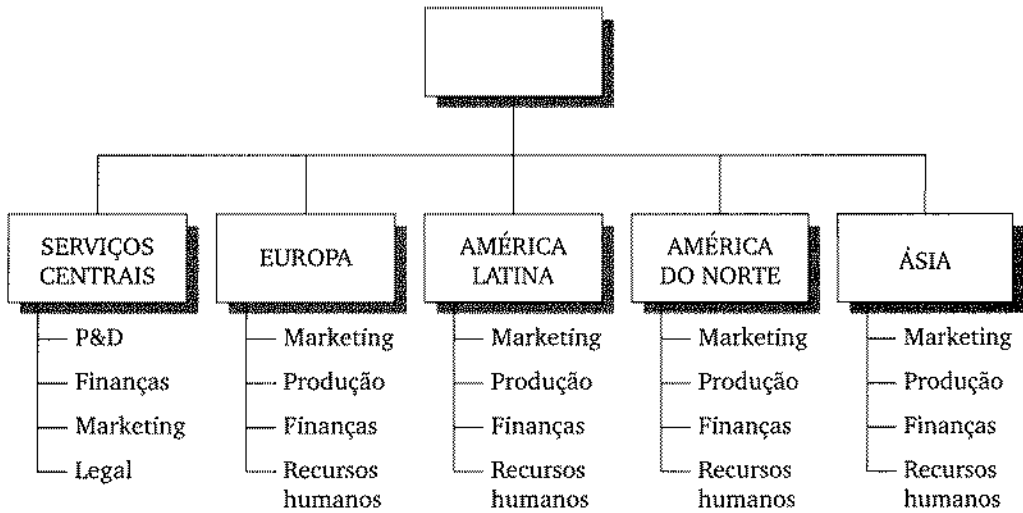 SERVIÇOS
CENTRAIS
P&D
Finanças
Marketing
Legal
EUROPA
Marketing
Produção
Finanças
Recursos
humanos
AMÉRICA
LATINA
Marketing
Produção
Finanças
Recursos
humanos
AMÉRICA
DO NORTE
Marketing
Produção
Finanças
Recursos
humanos
ÁSIA
Marketing
Produção
Finanças
Recursos
humanos